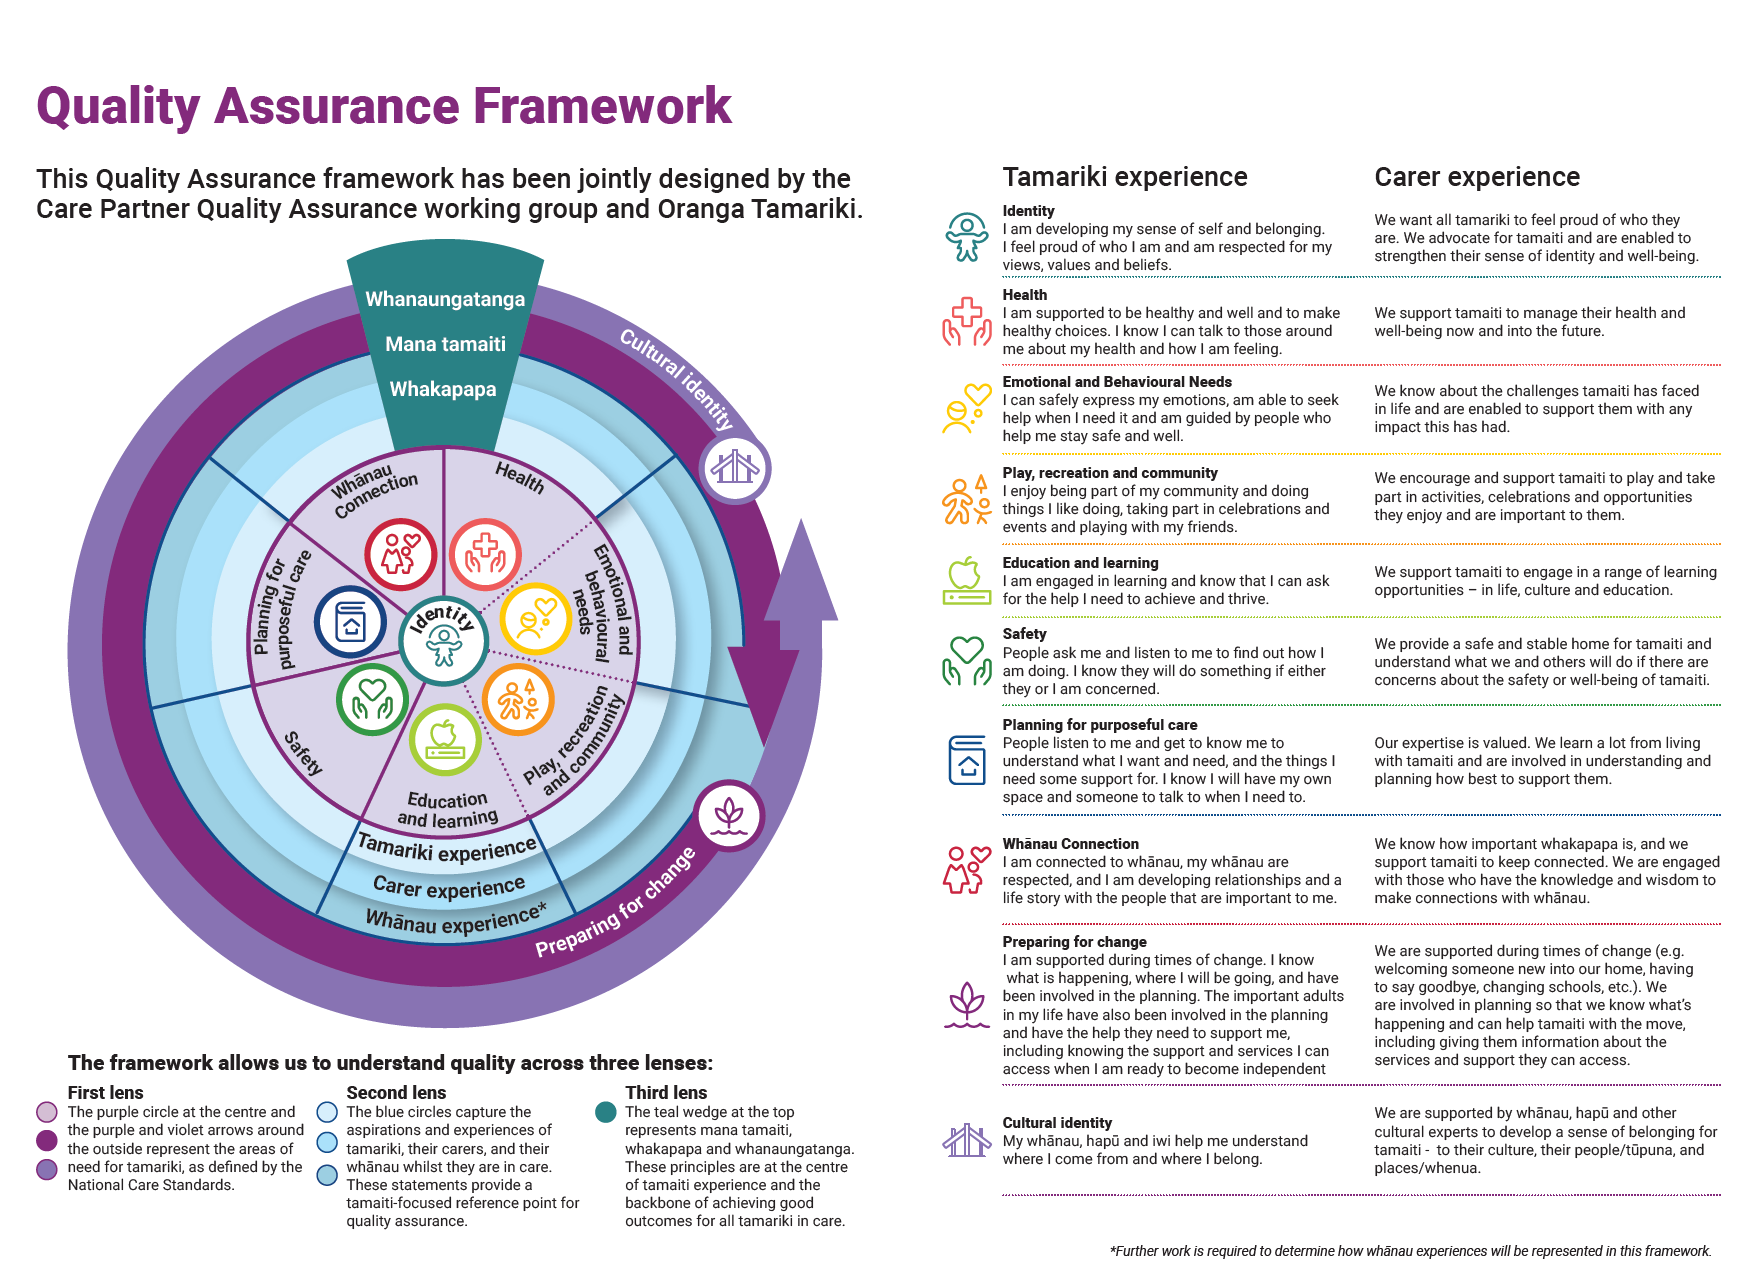 Quality Assurance Framework
This Quality Assurance framework has been jointly designed by the
Care Partner Quality Assurance working group and Oranga Tamariki.
Whanaungatanga
Mana tamaiti
Whakapapa
Cultural identity
Whānau
Connection
Health
Planning for
purposeful care
Emotional and
behavioural
needs
Identity
Safety
Play, recreation
and community
Education
and learning
Tamariki experience
Carer experience
Whānau experience*
Preparing for change
The framework allows us to understand quality across three lenses:
First lens
The purple circle at the centre and
the purple and violet arrows around
the outside represent the areas of
need for tamariki, as defined by the
National Care Standards.
Second lens
The blue circles capture the
aspirations and experiences of
tamariki, their carers, and their
whānau whilst they are in care.
These statements provide a
tamaiti-focused reference point for
quality assurance.
Third lens
The teal wedge at the top
represents mana tamaiti,
whakapapa and whanaungatanga.
These principles are at the centre
of tamaiti experience and the
backbone of achieving good
outcomes for all tamariki in care.
Tamariki experience
Carer experience
Identity
I am developing my sense of self and belonging.
I feel proud of who I am and am respected for my
views, values and beliefs.
We want all tamariki to feel proud of who they
are. We advocate for tamaiti and are enabled to
strengthen their sense of identity and well-being.
Health
I am supported to be healthy and well and to make
healthy choices. I know I can talk to those around
me about my health and how I am feeling.
We support tamaiti to manage their health and
well-being now and into the future.
Emotional and Behavioural Needs
I can safely express my emotions, am able to seek
help when I need it and am guided by people who
help me stay safe and well.
We know about the challenges tamaiti has faced
in life and are enabled to support them with any
impact this has had.
Play, recreation and community
I enjoy being part of my community and doing
things I like doing, taking part in celebrations and
events and playing with my friends.
We encourage and support tamaiti to play and take
part in activities, celebrations and opportunities
they enjoy and are important to them.
Education and learning
I am engaged in learning and know that I can ask
for the help I need to achieve and thrive.
We support tamaiti to engage in a range of learning
opportunities – in life, culture and education.
Safety
People ask me and listen to me to find out how I
am doing. I know they will do something if either
they or I am concerned.
We provide a safe and stable home for tamaiti and
understand what we and others will do if there are
concerns about the safety or well-being of tamaiti.
Planning for purposeful care
People listen to me and get to know me to
understand what I want and need, and the things I
need some support for. I know I will have my own
space and someone to talk to when I need to.
Our expertise is valued. We learn a lot from living
with tamaiti and are involved in understanding and
planning how best to support them.
Whānau Connection
I am connected to whānau, my whānau are
respected, and I am developing relationships and a
life story with the people that are important to me.
We know how important whakapapa is, and we
support tamaiti to keep connected. We are engaged
with those who have the knowledge and wisdom to
make connections with whānau.
Preparing for change
I am supported during times of change. I know
what is happening, where I will be going, and have
been involved in the planning. The important adults
in my life have also been involved in the planning
and have the help they need to support me,
including knowing the support and services I can
access when I am ready to become independent
We are supported during times of change (e.g.
welcoming someone new into our home, having
to say goodbye, changing schools, etc.). We
are involved in planning so that we know what's
happening and can help tamaiti with the move,
including giving them information about the
services and support they can access.
Cultural identity
My whānau, hapū and iwi help me understand
where I come from and where I belong.
We are supported by whānau, hapū and other
cultural experts to develop a sense of belonging for
tamaiti - to their culture, their people/tūpuna, and
places/whenua.
*Further work is required to determine how whānau experiences will be represented in this framework.